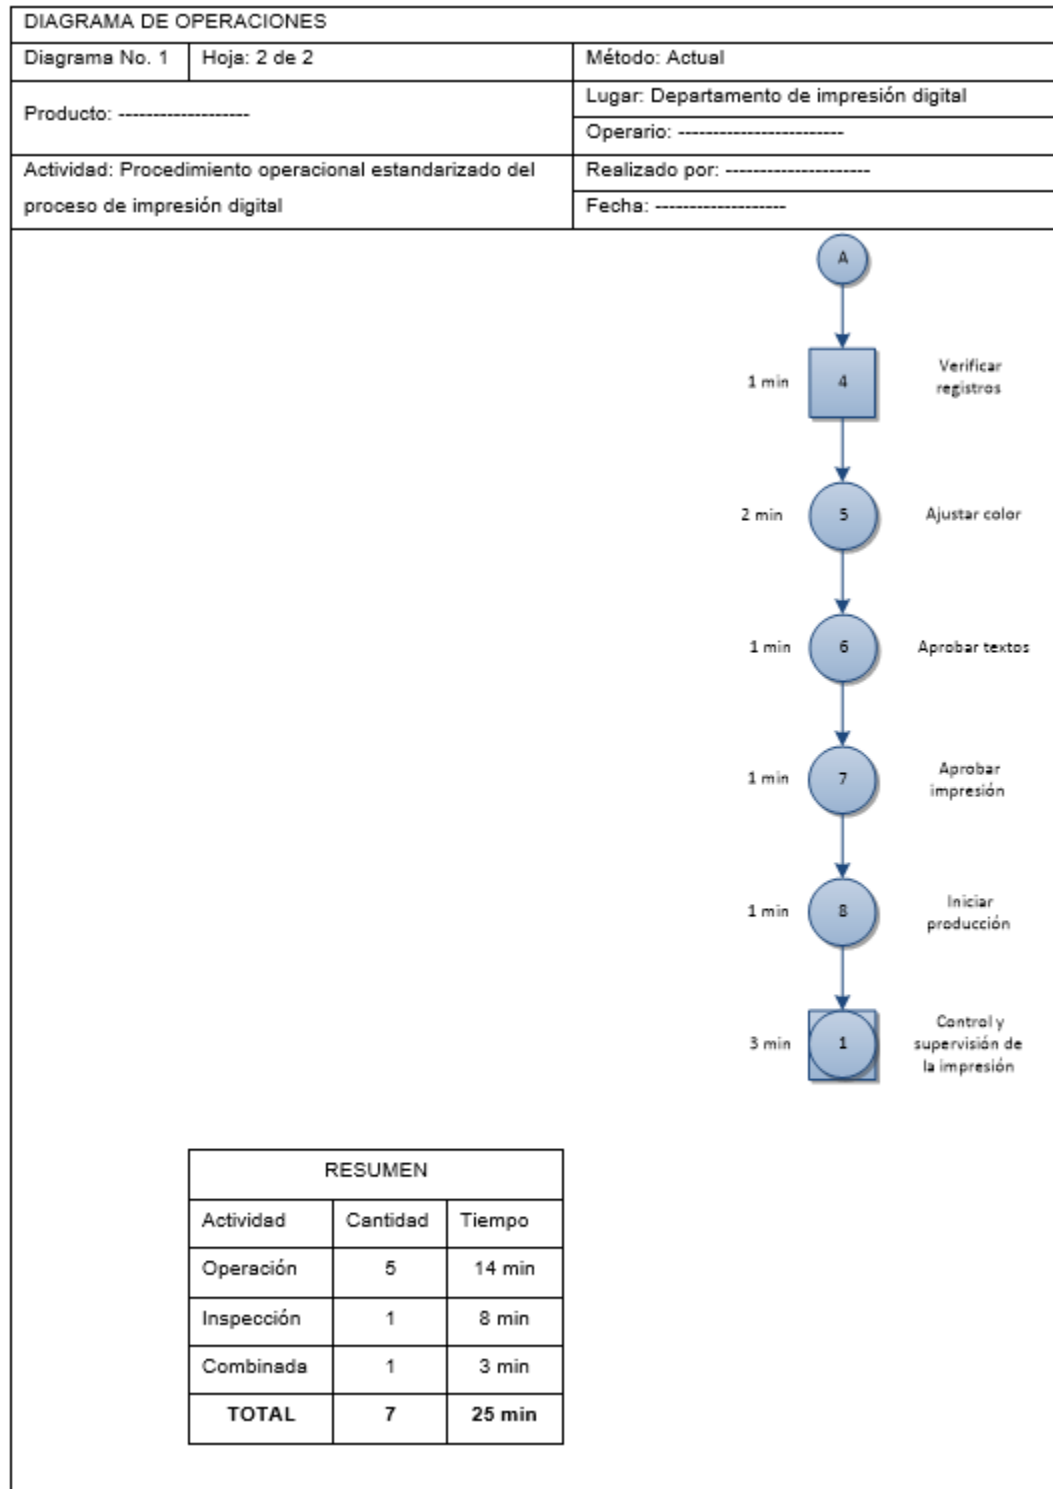 DIAGRAMA DE OPERACIONES
Diagrama No. 1
Hoja: 2 de 2
Método: Actual
Producto: -------------------
Lugar: Departamento de impresión digital
Operario: ------------------------
Actividad: Procedimiento operacional estandarizado del
proceso de impresión digital
Realizado por: ---------------------
Fecha: -------------------
A
1 min
4
Verificar
registros
2 min
5
Ajustar color
1 min
6
Aprobar textos
1 min
7
Aprobar
impresión
1 min
8
Iniciar
producción
3 min
1
Control y
supervisión de
la impresión
RESUMEN
Actividad Cantidad Tiempo
Operación 5 14 min
Inspección 1 8 min
Combinada 1 3 min
TOTAL 7 25 min